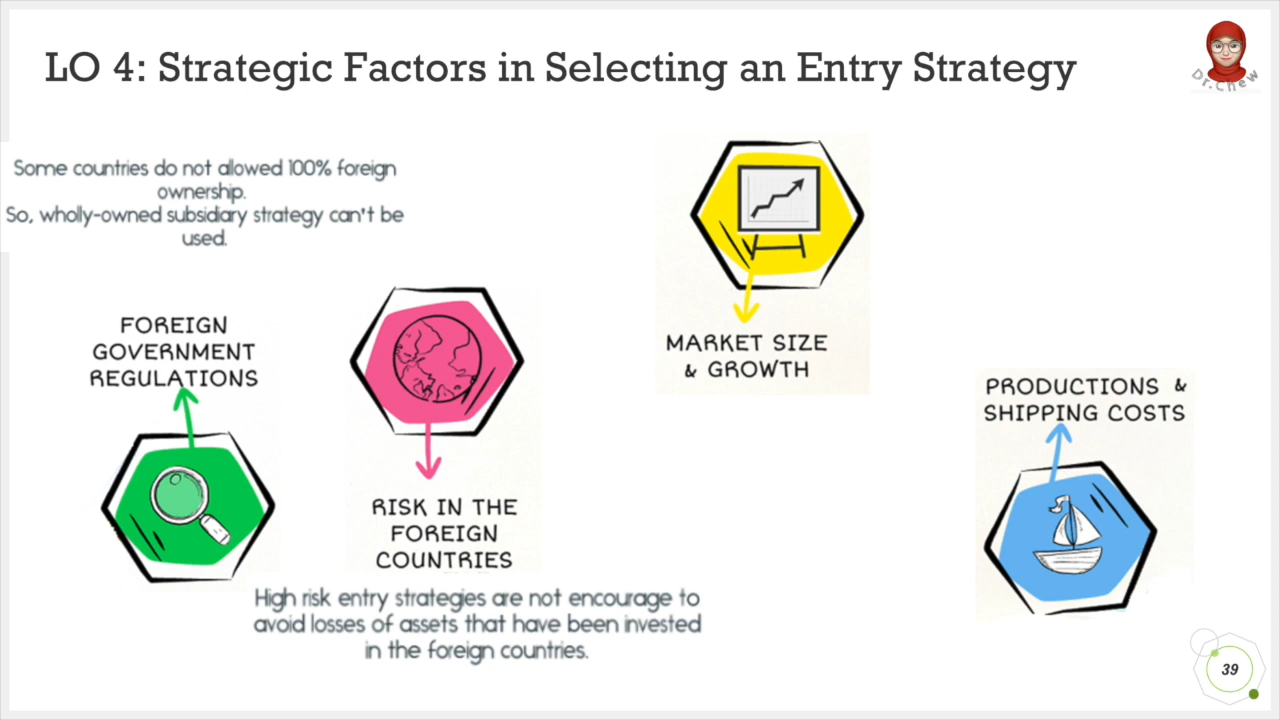 LO 4: Strategic Factors in Selecting an Entry Strategy
Dr.Chew
Some countries do not allowed 100% foreign
ownership.
So, wholly-owned subsidiary strategy can't be
used.
FOREIGN
GOVERNMENT
REGULATIONS
RISK IN THE
FOREIGN
COUNTRIES
High risk entry strategies are not encourage to
avoid losses of assets that have been invested
in the foreign countries.
MARKET SIZE
& GROWTH
PRODUCTIONS &
SHIPPING COSTS
39